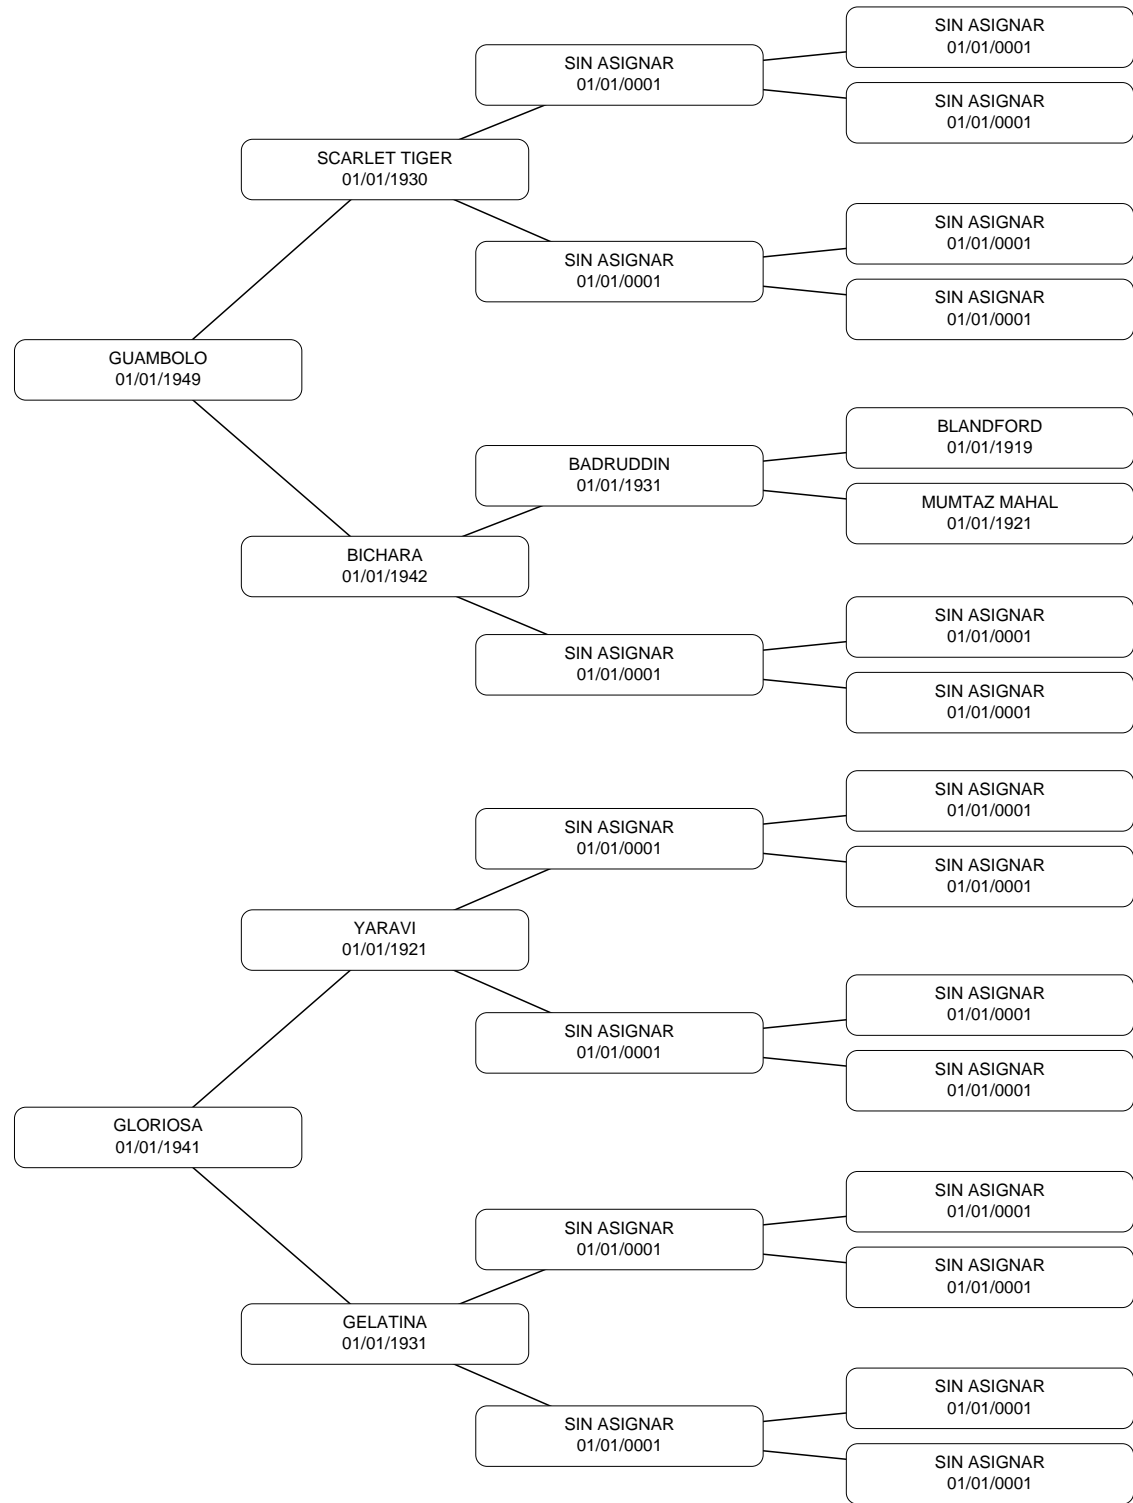 SIN ASIGNAR
01/01/0001
SIN ASIGNAR
01/01/0001
SIN ASIGNAR
01/01/0001
SCARLET TIGER
01/01/1930
SIN ASIGNAR
01/01/0001
SIN ASIGNAR
01/01/0001
SIN ASIGNAR
01/01/0001
GUAMBOLO
01/01/1949
BLANDFORD
01/01/1919
BADRUDDIN
01/01/1931
MUMTAZ MAHAL
01/01/1921
BICHARA
01/01/1942
SIN ASIGNAR
01/01/0001
SIN ASIGNAR
01/01/0001
SIN ASIGNAR
01/01/0001
SIN ASIGNAR
01/01/0001
SIN ASIGNAR
01/01/0001
SIN ASIGNAR
01/01/0001
YARAVI
01/01/1921
SIN ASIGNAR
01/01/0001
SIN ASIGNAR
01/01/0001
SIN ASIGNAR
01/01/0001
GLORIOSA
01/01/1941
SIN ASIGNAR
01/01/0001
SIN ASIGNAR
01/01/0001
SIN ASIGNAR
01/01/0001
GELATINA
01/01/1931
SIN ASIGNAR
01/01/0001
SIN ASIGNAR
01/01/0001
SIN ASIGNAR
01/01/0001